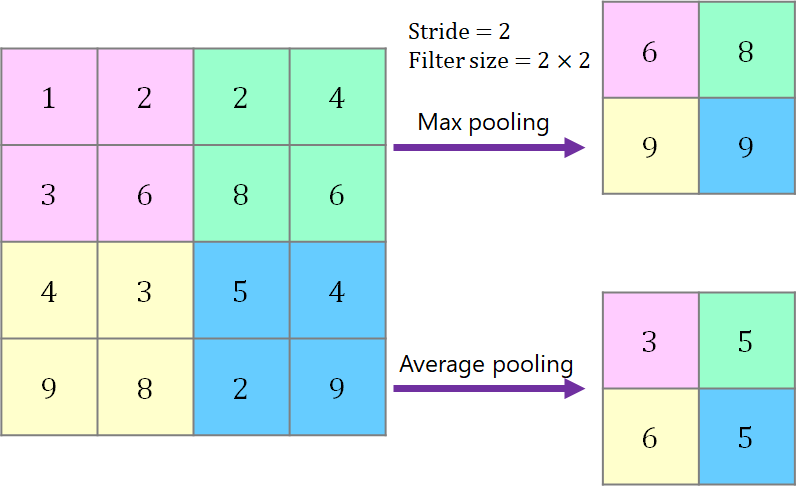 Stride = 2
Filter size = 2 × 2
1 2 2 4
3 6 8 6
4 3 5 4
9 8 2 9
Max pooling
6 8
9 9
Average pooling
3 5
6 5